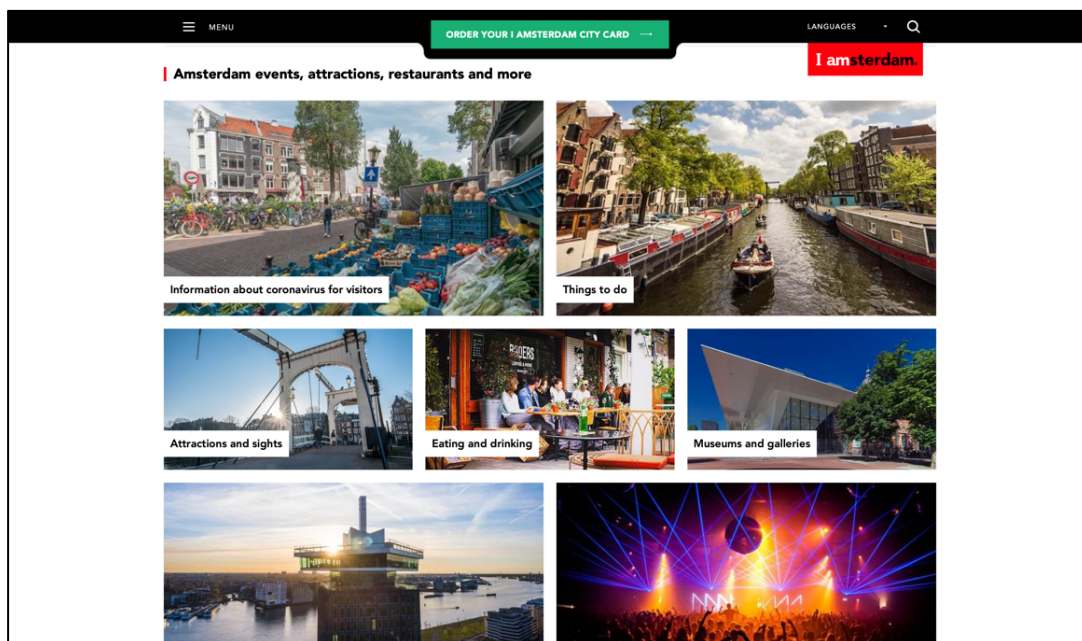 MENU
ORDER YOUR I AMSTERDAM CITY CARD →
LANGUAGES
I amsterdam.
Amsterdam events, attractions, restaurants and more
Information about coronavirus for visitors
Things to do
Attractions and sights
Eating and drinking
Museums and galleries